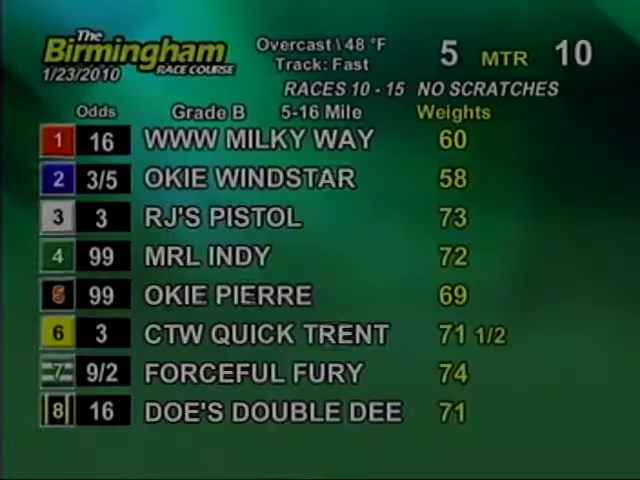 The
Birmingham
RACE COURSE
1/23/2010
Overcast \ 48 °F
Track: Fast
5 MTR 10
RACES 10 - 15 NO SCRATCHES
Odds Grade B 5-16 Mile Weights
1 16 WWW MILKY WAY 60
2 3/5 OKIE WINDSTAR 58
3 3 RJ'S PISTOL 73
4 99 MRL INDY 72
5 99 OKIE PIERRE 69
6 3 CTW QUICK TRENT 71 1/2
7 9/2 FORCEFUL FURY 74
8 16 DOE'S DOUBLE DEE 71